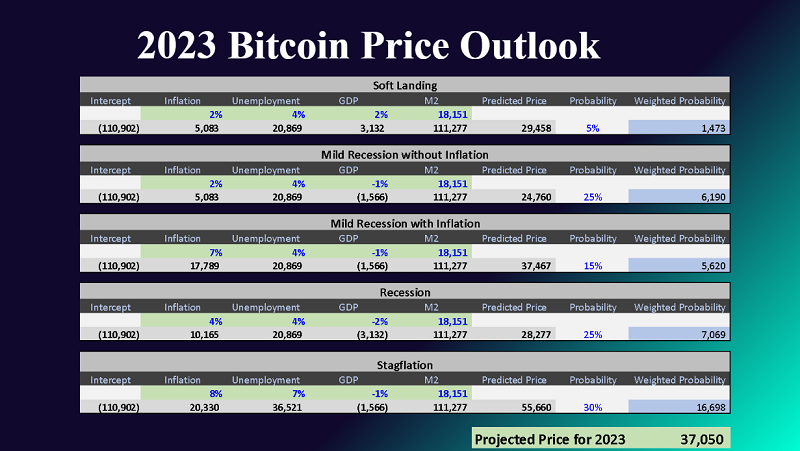 2023 Bitcoin Price Outlook
Soft Landing
Intercept Inflation Unemployment GDP M2 Predicted Price Probability Weighted Probability
2% 4% 2% 18,151
(110,902) 5,083 20,869 3,132 111,277 29,458 5% 1,473
Mild Recession without Inflation
Intercept Inflation Unemployment GDP M2 Predicted Price Probability Weighted Probability
2% 4% -1% 18,151
(110,902) 5,083 20,869 (1,566) 111,277 24,760 25% 6,190
Mild Recession with Inflation
Intercept Inflation Unemployment GDP M2 Predicted Price Probability Weighted Probability
7% 4% -1% 18,151
(110,902) 17,789 20,869 (1,566) 111,277 37,467 15% 5,620
Recession
Intercept Inflation Unemployment GDP M2 Predicted Price Probability Weighted Probability
4% 4% -2% 18,151
(110,902) 10,165 20,869 (3,132) 111,277 28,277 25% 7,069
Stagflation
Intercept Inflation Unemployment GDP M2 Predicted Price Probability Weighted Probability
8% 7% -1% 18,151
(110,902) 20,330 36,521 (1,566) 111,277 55,660 30% 16,698
Projected Price for 2023 37,050